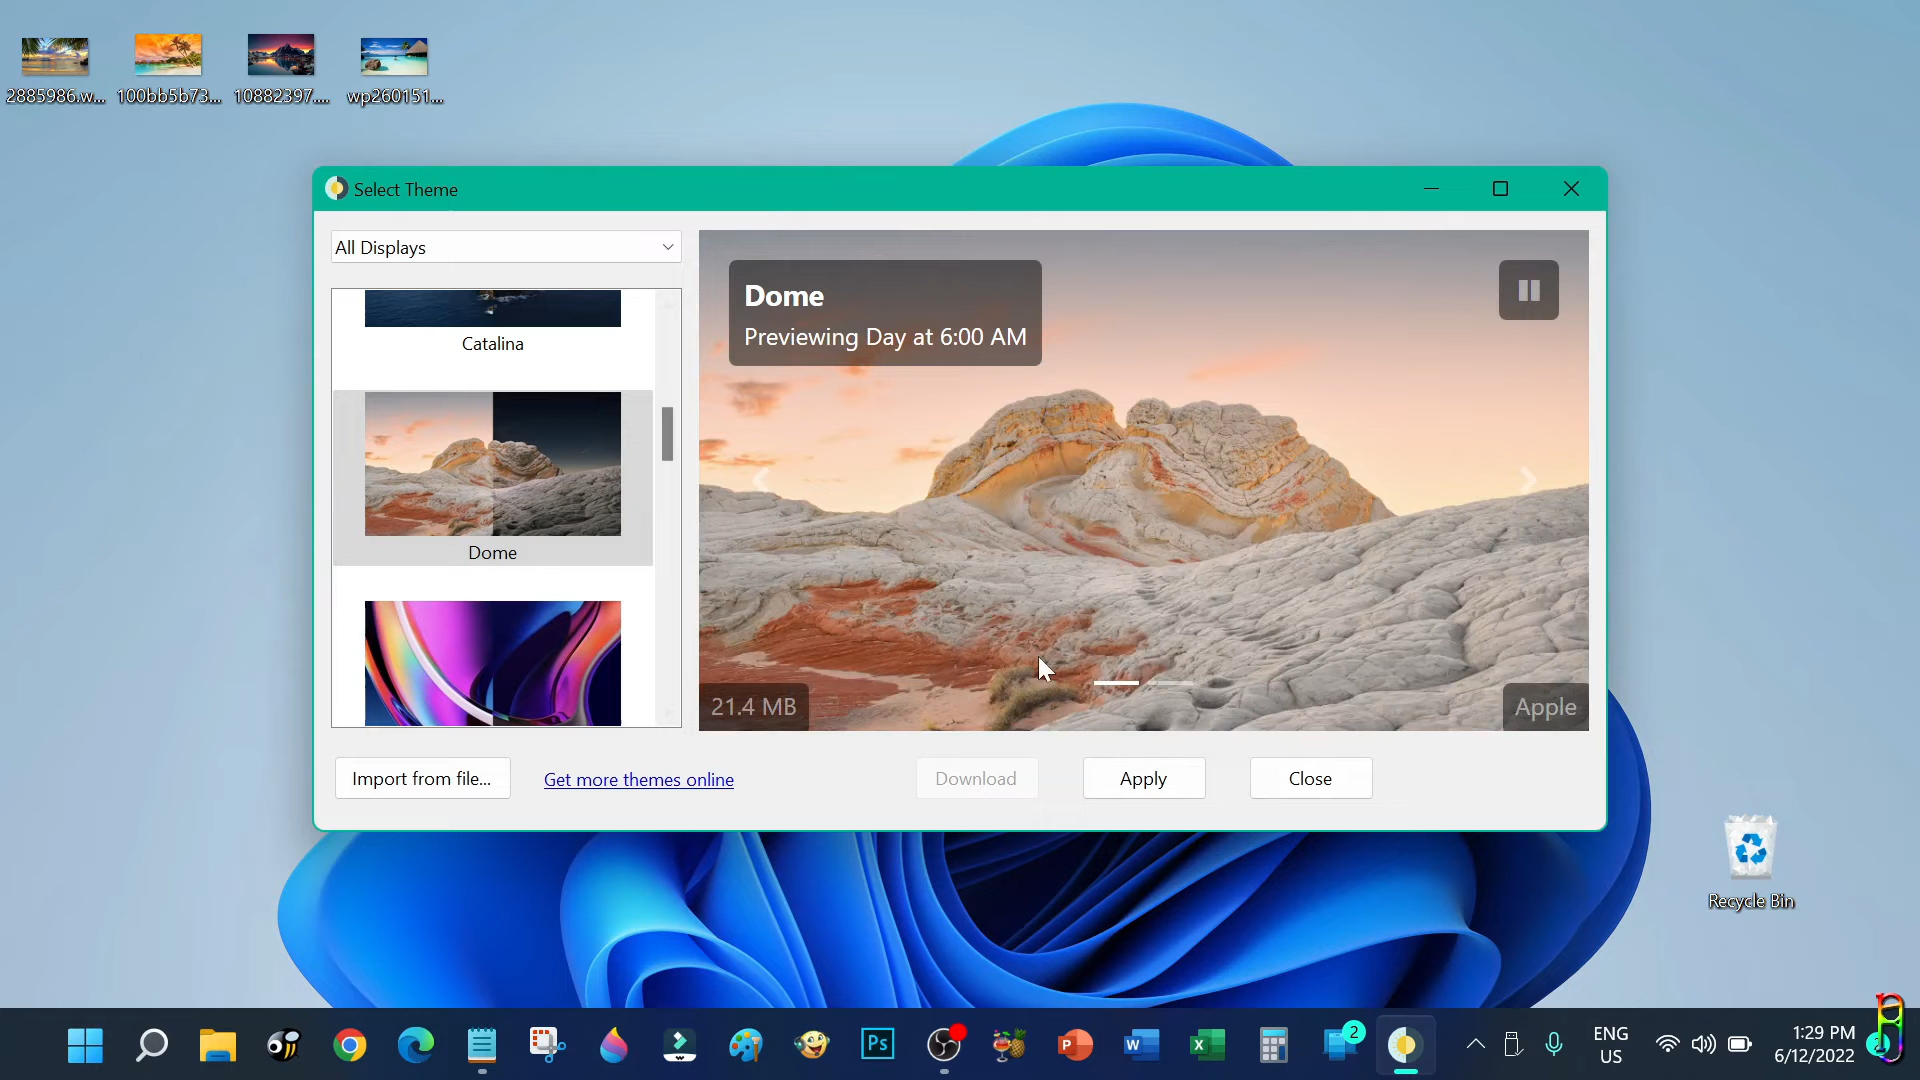 2885986.w...
100bb5b73...
10882397....
wp260151...
Select Theme
All Displays
Catalina
Dome
Dome
Previewing Day at 6:00 AM
21.4 MB
Apple
Import from file...
Get more themes online
Download
Apply
Close
Recycle Bin
Ps
P
W
X
2
ENG
US
1:29 PM
6/12/2022